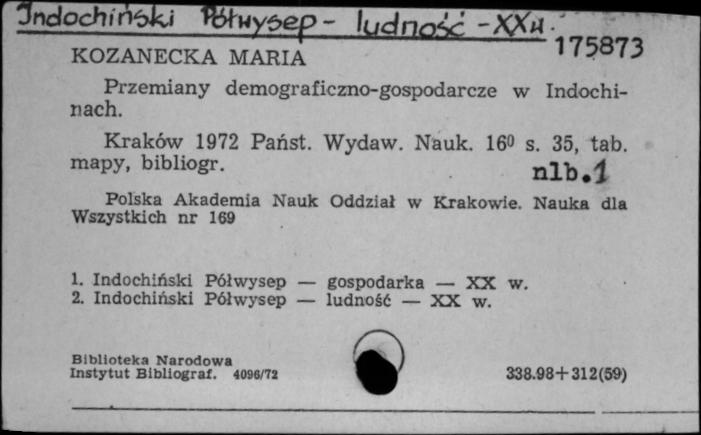 Indochiński Półwysep - ludność - XX w.
175873
KOZANECKA MARIA
Przemiany demograficzno-gospodarcze w Indochi-
nach.
Kraków 1972 Państ. Wydaw. Nauk. 16⁰ s. 35, tab.
mapy, bibliogr.
nlb.1
Polska Akademia Nauk Oddział w Krakowie. Nauka dla
Wszystkich nr 169
1. Indochiński Półwysep — gospodarka — XX w.
2. Indochiński Półwysep — ludność — XX w.
Biblioteka Narodowa
Instytut Bibliograf. 4096/72
338.98+312(59)